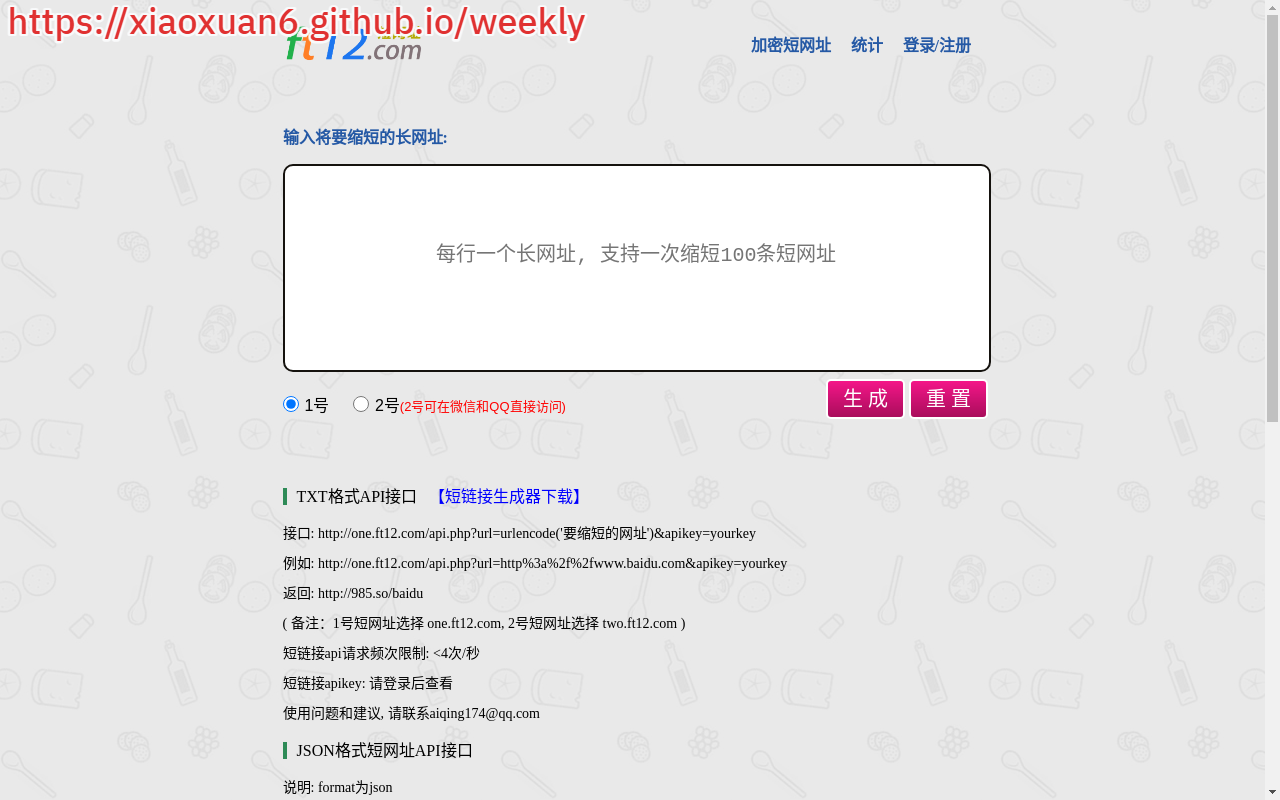 https://xiaoxuan6.github.io/weekly
ft12.com
加密短网址 统计 登录/注册
输入将要缩短的长网址:
每行一个长网址, 支持一次缩短100条短网址
1号 2号(2号可在微信和QQ直接访问)
生 成 重 置
TXT格式API接口 【短链接生成器下载】
接口: http://one.ft12.com/api.php?url=urlencode('要缩短的网址')&apikey=yourkey
例如: http://one.ft12.com/api.php?url=http%3a%2f%2fwww.baidu.com&apikey=yourkey
返回: http://985.so/baidu
( 备注：1号短网址选择 one.ft12.com, 2号短网址选择 two.ft12.com )
短链接api请求频次限制: <4次/秒
短链接apikey: 请登录后查看
使用问题和建议, 请联系aiqing174@qq.com
JSON格式短网址API接口
说明: format为json